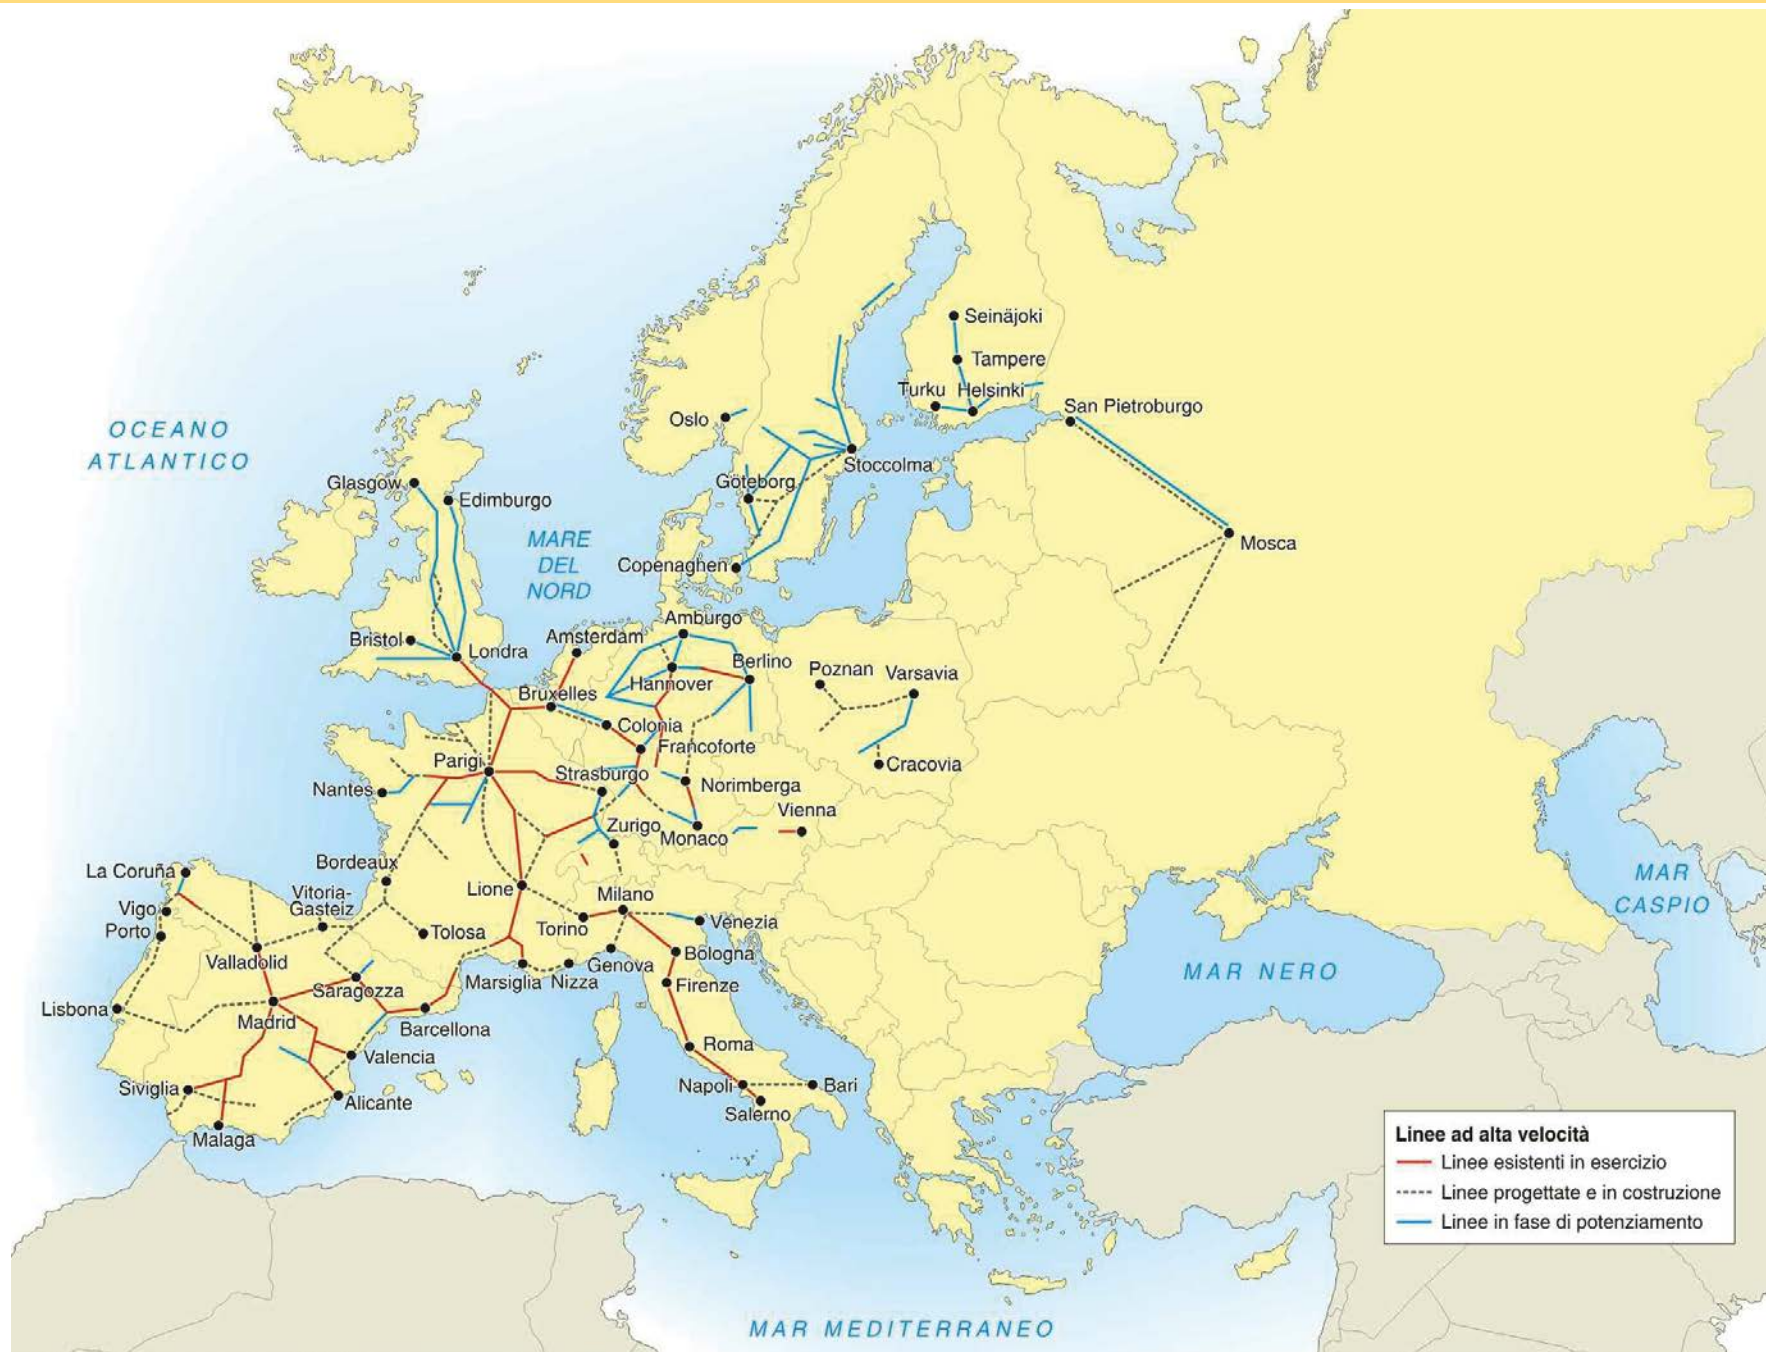 Seinäjoki
Tampere
Turku
Helsinki
San Pietroburgo
Oslo
OCEANO
ATLANTICO
Stoccolma
Göteborg
Glasgow
Edimburgo
MARE
DEL
NORD
Mosca
Copenaghen
Amburgo
Bristol
Amsterdam
Londra
Berlino
Poznan
Varsavia
Hannover
Bruxelles
Colonia
Francoforte
Parigi
Cracovia
Strasburgo
Nantes
Norimberga
Vienna
Zurigo
Monaco
Bordeaux
La Coruña
Lione
Milano
Vitoria-
Gasteiz
Vigo
Porto
Torino
Venezia
Tolosa
MAR
CASPIO
Bologna
Valladolid
Genova
MAR NERO
Marsiglia
Nizza
Saragozza
Firenze
Lisbona
Madrid
Barcellona
Roma
Valencia
Siviglia
Napoli
Bari
Alicante
Salerno
Malaga
Linee ad alta velocità
Linee esistenti in esercizio
Linee progettate e in costruzione
Linee in fase di potenziamento
MAR MEDITERRANEO